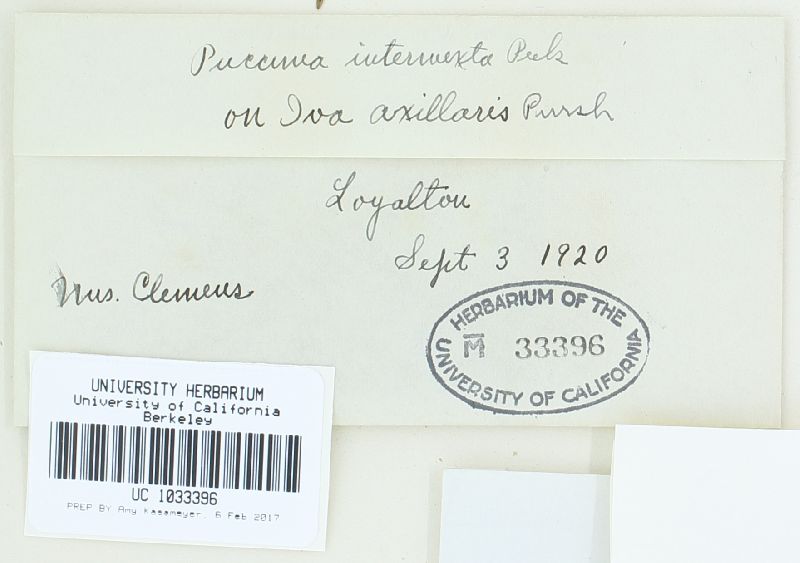 Puccinia intermixta Peck
on Iva axillaris Pursh
Loyalton
Sept 3 1920
Mrs. Clemens
HERBARIUM OF THE
M 33396
UNIVERSITY OF CALIFORNIA
UNIVERSITY HERBARIUM
University of California
Berkeley
UC 1033396
PREP BY Amy Kasameyer, 6 Feb 2017